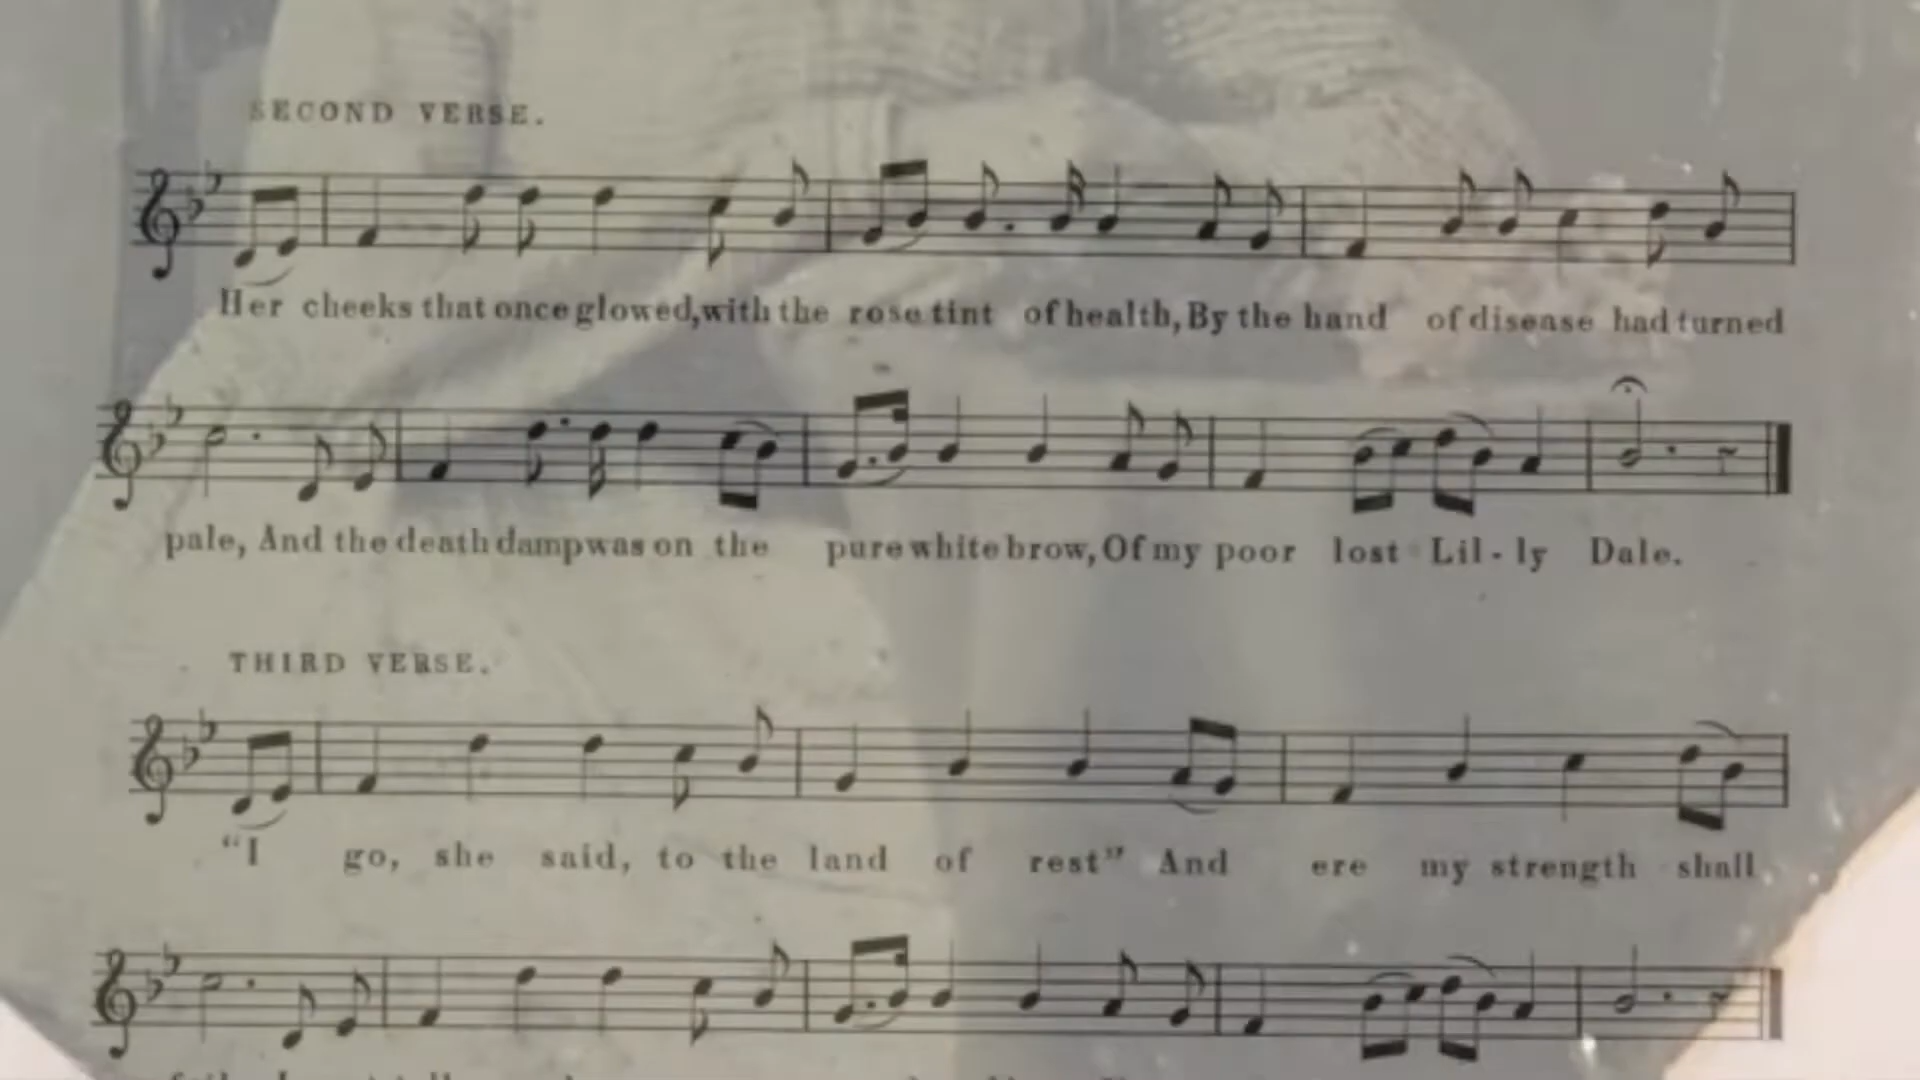 SECOND VERSE.
Her cheeks that once glowed, with the rose tint of health, By the hand of disease had turned
pale, And the death damp was on the pure white brow, Of my poor lost Lil-ly Dale.
THIRD VERSE.
"I go, she said, to the land of rest" And ere my strength shall